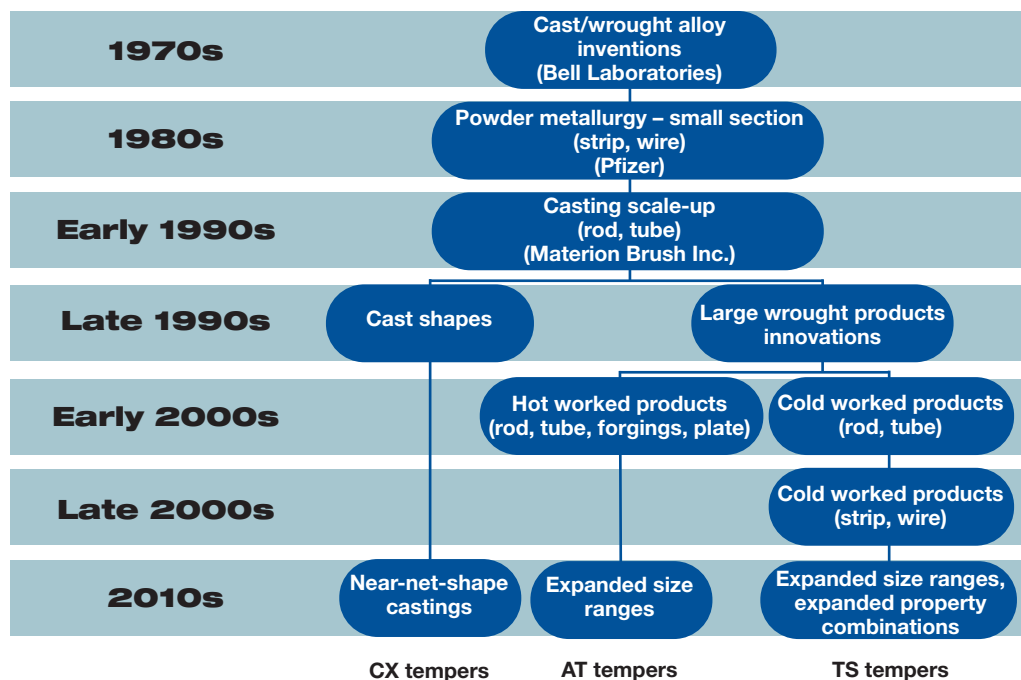 1970s
Cast/wrought alloy
inventions
(Bell Laboratories)
1980s
Powder metallurgy – small section
(strip, wire)
(Pfizer)
Early 1990s
Casting scale-up
(rod, tube)
(Materion Brush Inc.)
Late 1990s
Cast shapes
Large wrought products
innovations
Early 2000s
Hot worked products
(rod, tube, forgings, plate)
Cold worked products
(rod, tube)
Late 2000s
Cold worked products
(strip, wire)
2010s
Near-net-shape
castings
Expanded size
ranges
Expanded size ranges,
expanded property
combinations
CX tempers
AT tempers
TS tempers